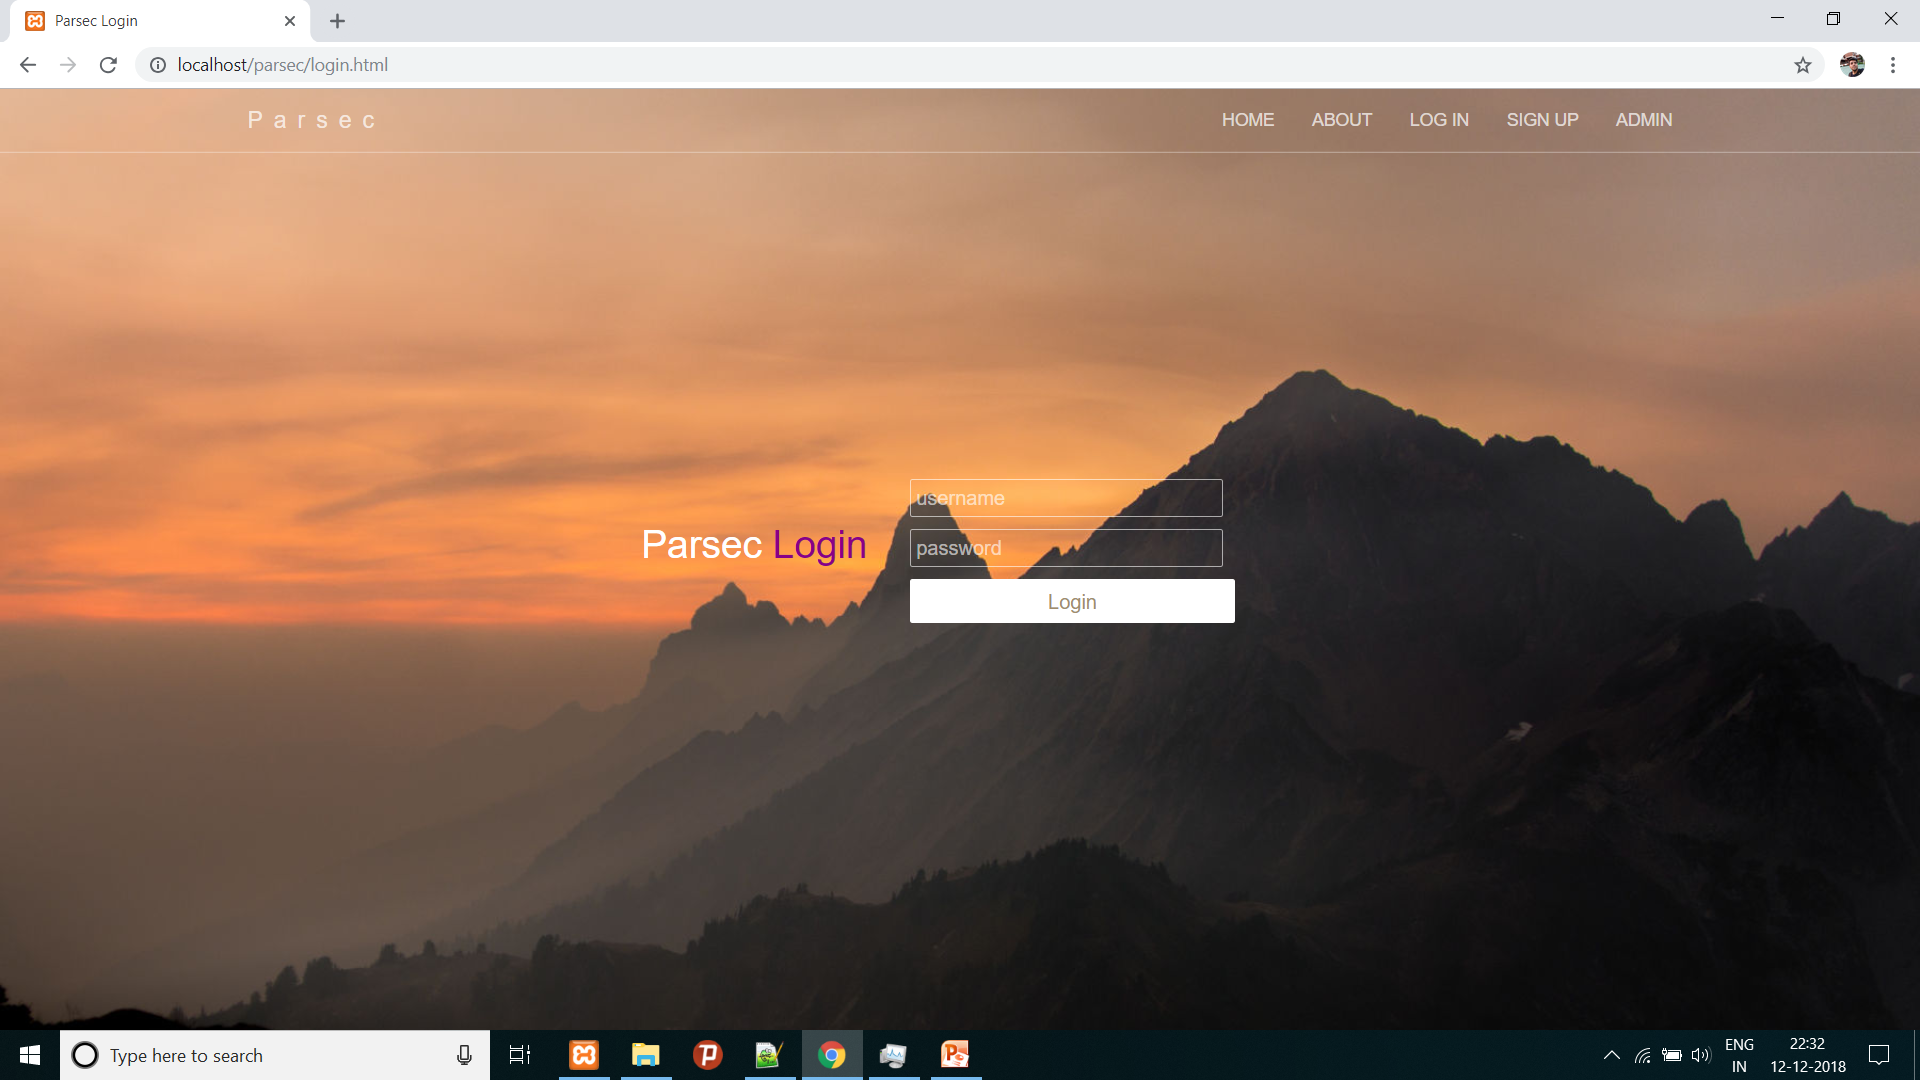 Parsec Login
localhost/parsec/login.html
Parsec
HOME ABOUT LOG IN SIGN UP ADMIN
username
Parsec Login
password
Login
Type here to search
ENG
IN
22:32
12-12-2018